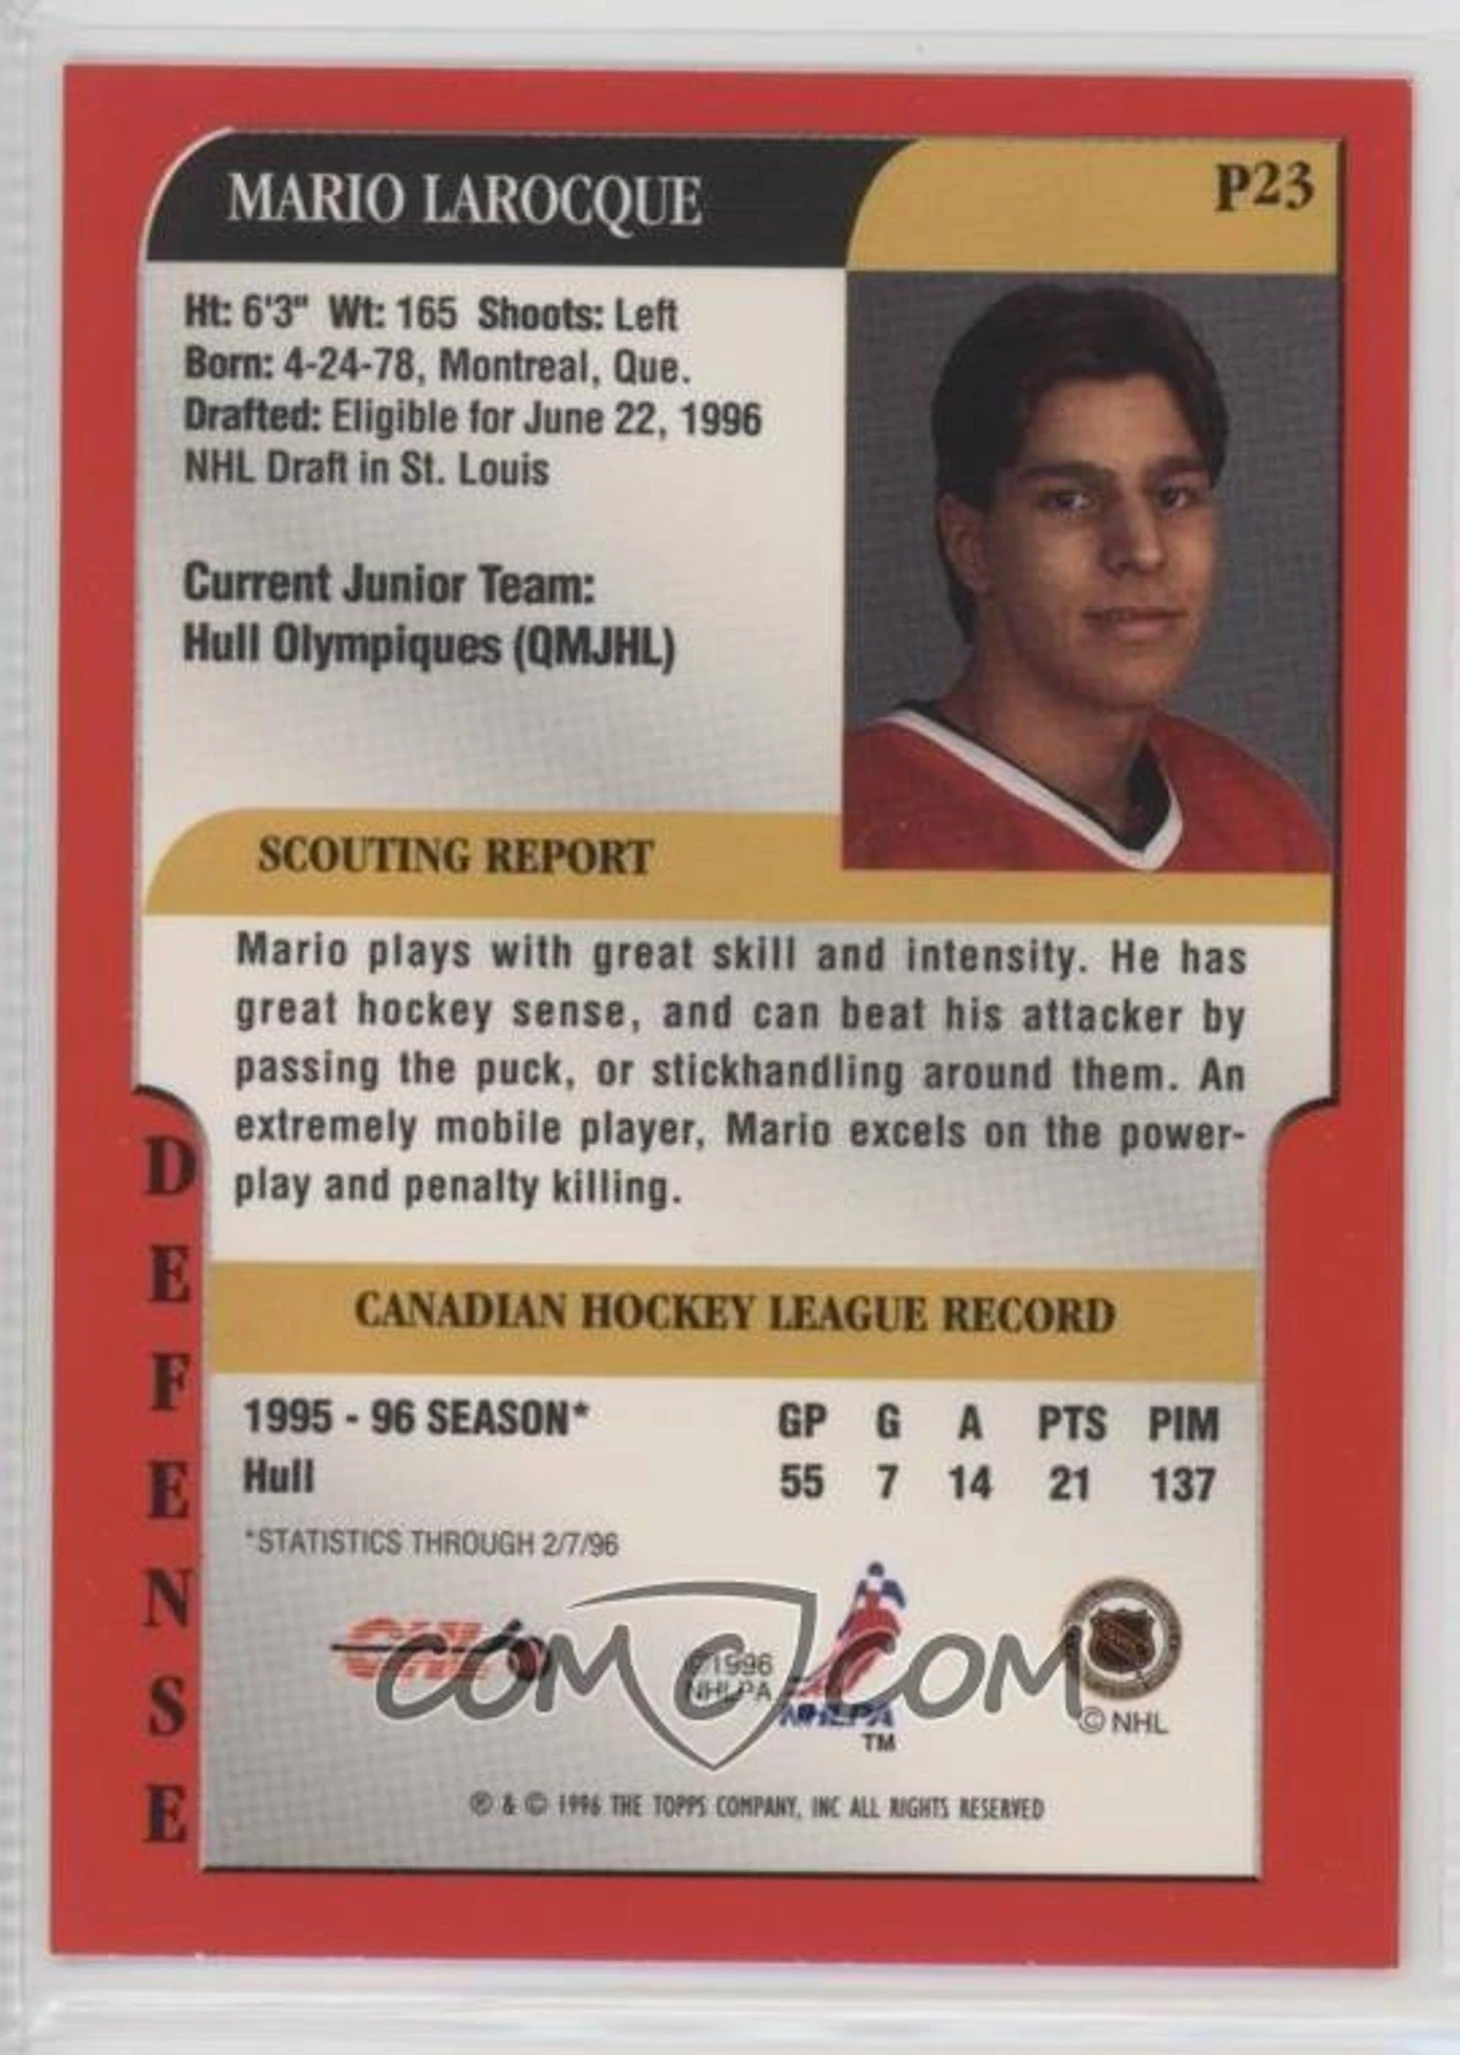 MARIO LAROCQUE
P23
Ht: 6'3" Wt: 165 Shoots: Left
Born: 4-24-78, Montreal, Que.
Drafted: Eligible for June 22, 1996
NHL Draft in St. Louis
Current Junior Team:
Hull Olympiques (QMJHL)
SCOUTING REPORT
Mario plays with great skill and intensity. He has
great hockey sense, and can beat his attacker by
passing the puck, or stickhandling around them. An
extremely mobile player, Mario excels on the power-
play and penalty killing.
DEFENSE
CANADIAN HOCKEY LEAGUE RECORD
1995 - 96 SEASON* GP G A PTS PIM
Hull 55 7 14 21 137
*STATISTICS THROUGH 2/7/96
CHL
COMC.COM
© 1996
NHLPA
NHLPA
TM
© NHL
® & © 1996 THE TOPPS COMPANY, INC ALL RIGHTS RESERVED